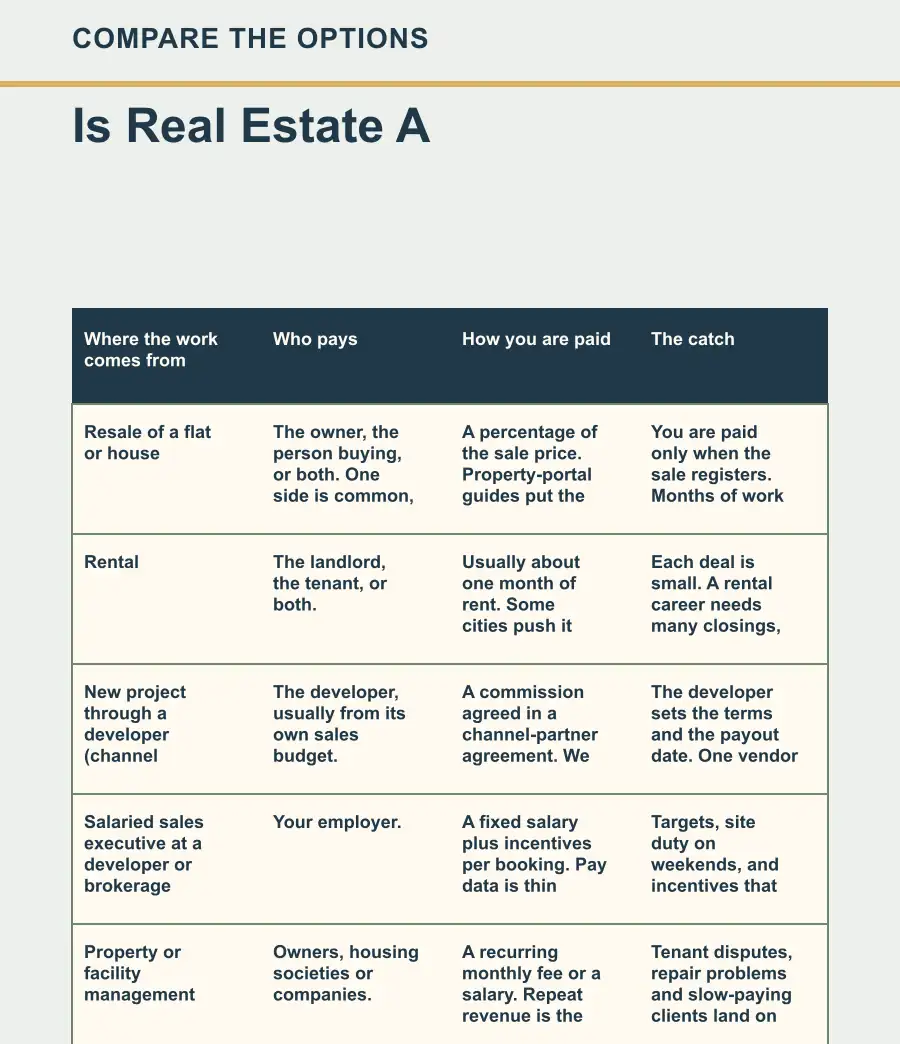 COMPARE THE OPTIONS
Is Real Estate A
Where the work
comes from
Who pays
How you are paid
The catch
Resale of a flat
or house
The owner, the
person buying,
or both. One
side is common,
A percentage of
the sale price.
Property-portal
guides put the
You are paid
only when the
sale registers.
Months of work
Rental
The landlord,
the tenant, or
both.
Usually about
one month of
rent. Some
cities push it
Each deal is
small. A rental
career needs
many closings,
New project
through a
developer
(channel
The developer,
usually from its
own sales
budget.
A commission
agreed in a
channel-partner
agreement. We
The developer
sets the terms
and the payout
date. One vendor
Salaried sales
executive at a
developer or
brokerage
Your employer.
A fixed salary
plus incentives
per booking. Pay
data is thin
Targets, site
duty on
weekends, and
incentives that
Property or
facility
management
Owners, housing
societies or
companies.
A recurring
monthly fee or a
salary. Repeat
revenue is the
Tenant disputes,
repair problems
and slow-paying
clients land on